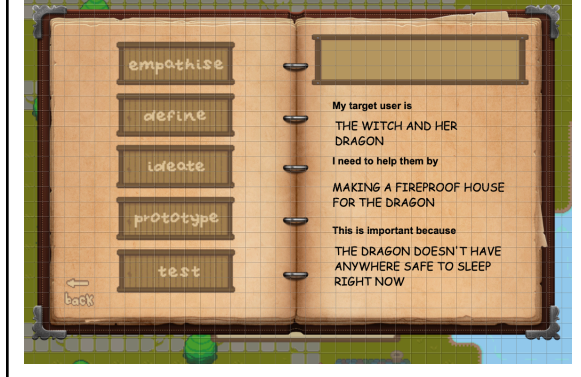 empathise
define
ideate
prototype
test
back
My target user is
THE WITCH AND HER
DRAGON
I need to help them by
MAKING A FIREPROOF HOUSE
FOR THE DRAGON
This is important because
THE DRAGON DOESN'T HAVE
ANYWHERE SAFE TO SLEEP
RIGHT NOW